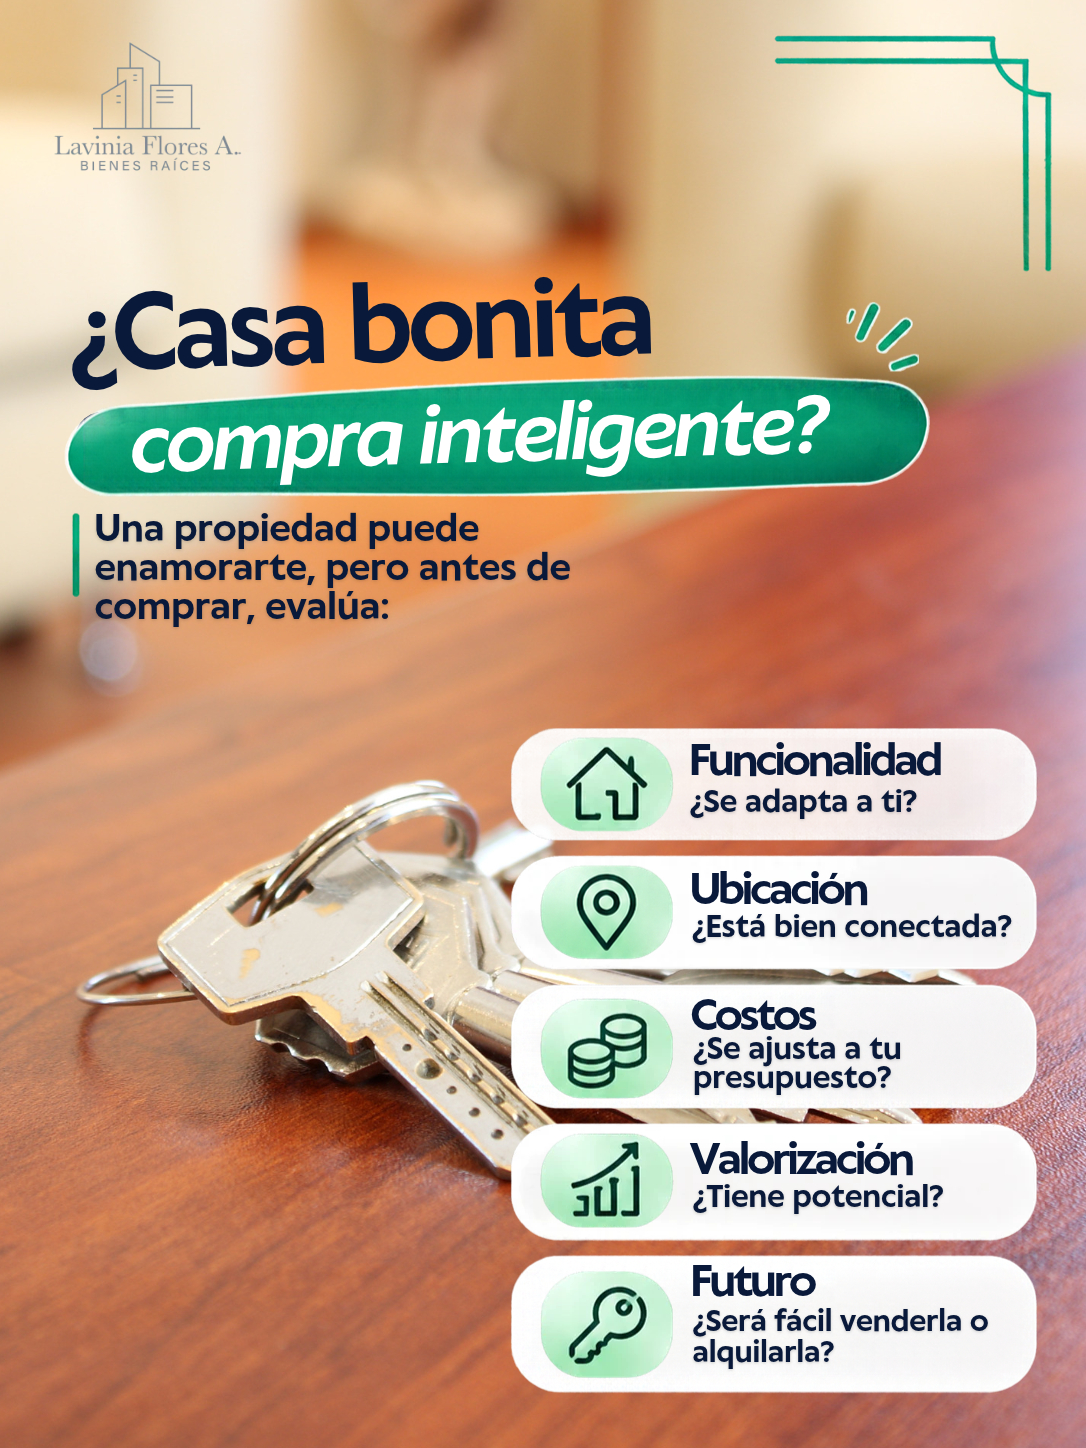 Lavinia Flores A.
BIENES RAÍCES
¿Casa bonita
compra inteligente?
Una propiedad puede
enamorarte, pero antes de
comprar, evalúa:
Funcionalidad
¿Se adapta a ti?
Ubicación
¿Está bien conectada?
Costos
¿Se ajusta a tu
presupuesto?
Valorización
¿Tiene potencial?
Futuro
¿Será fácil venderla o
alquilarla?